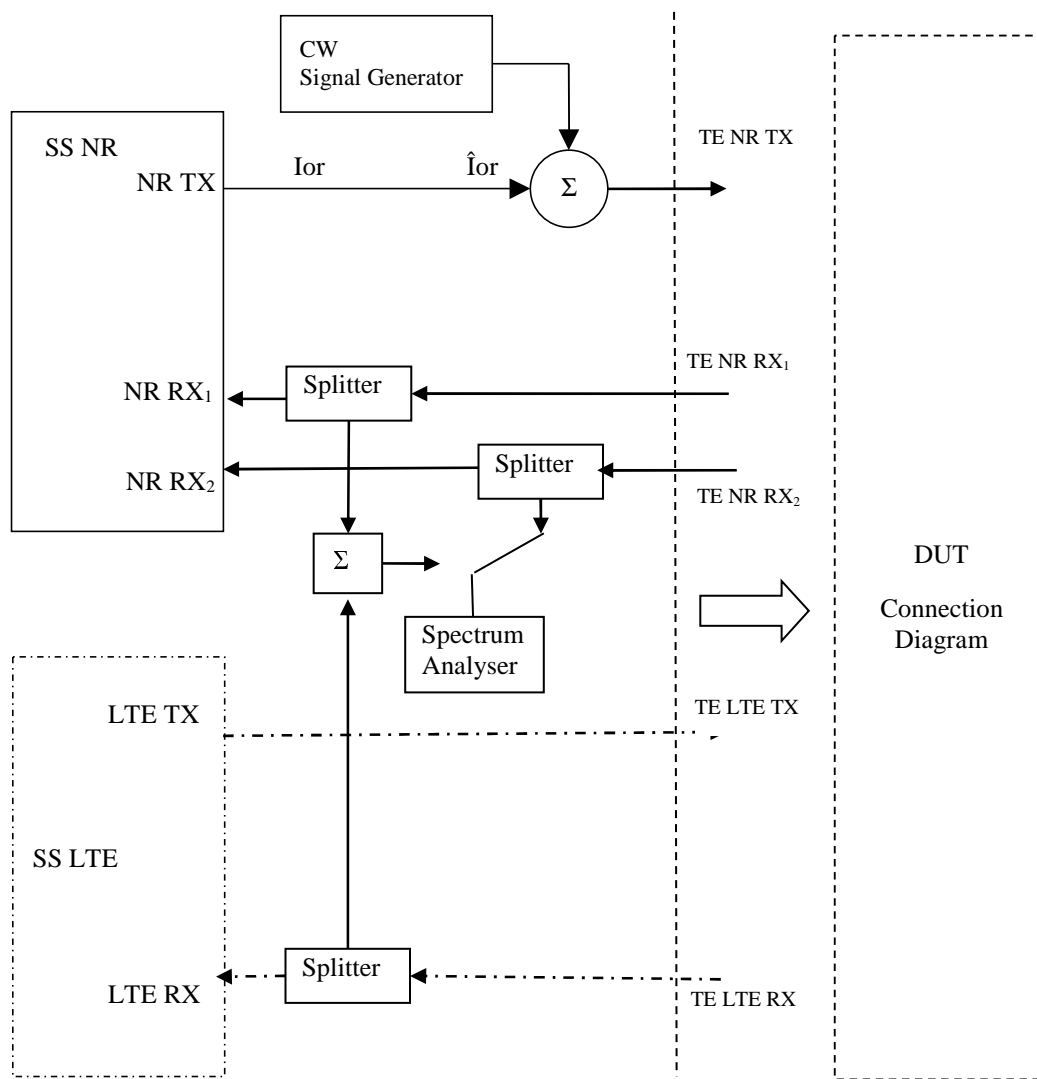 CW
Signal Generator
SS NR
TE NR TX
NR TX
Ior
Îor
Σ
TE NR RX₁
NR RX₁
Splitter
NR RX₂
Splitter
TE NR RX₂
Σ
DUT
Connection
Diagram
Spectrum
Analyser
LTE TX
TE LTE TX
SS LTE
LTE RX
Splitter
TE LTE RX